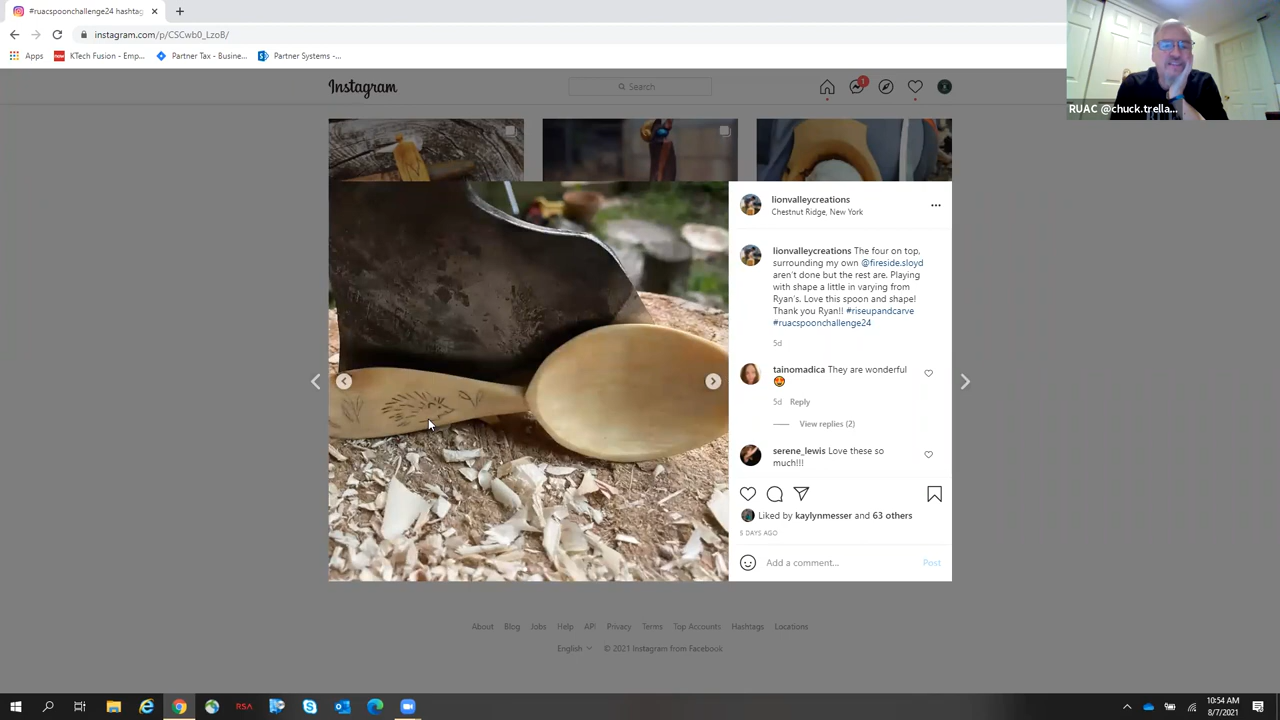 #ruacspoonchallenge24 hashtag
instagram.com/p/CSCwb0_LzoB/
Apps
KTech Fusion - Emp...
Partner Tax - Busine...
Partner Systems -...
RUAC @chuck.trella...
Instagram
Search
1
lionvalleycreations
Chestnut Ridge, New York
lionvalleycreations The four on top,
surrounding my own @fireside.sloyd
aren't done but the rest are. Playing
with shape a little in varying from
Ryan's. Love this spoon and shape!
Thank you Ryan!! #riseupandcarve
#ruacspoonchallenge24
5d
tainomadica They are wonderful
5d Reply
View replies (2)
serene_lewis Love these so
much!!!
Liked by kaylynmesser and 63 others
5 DAYS AGO
Add a comment...
Post
About Blog Jobs Help API Privacy Terms Top Accounts Hashtags Locations
English © 2021 Instagram from Facebook
RSA
10:54 AM
8/7/2021